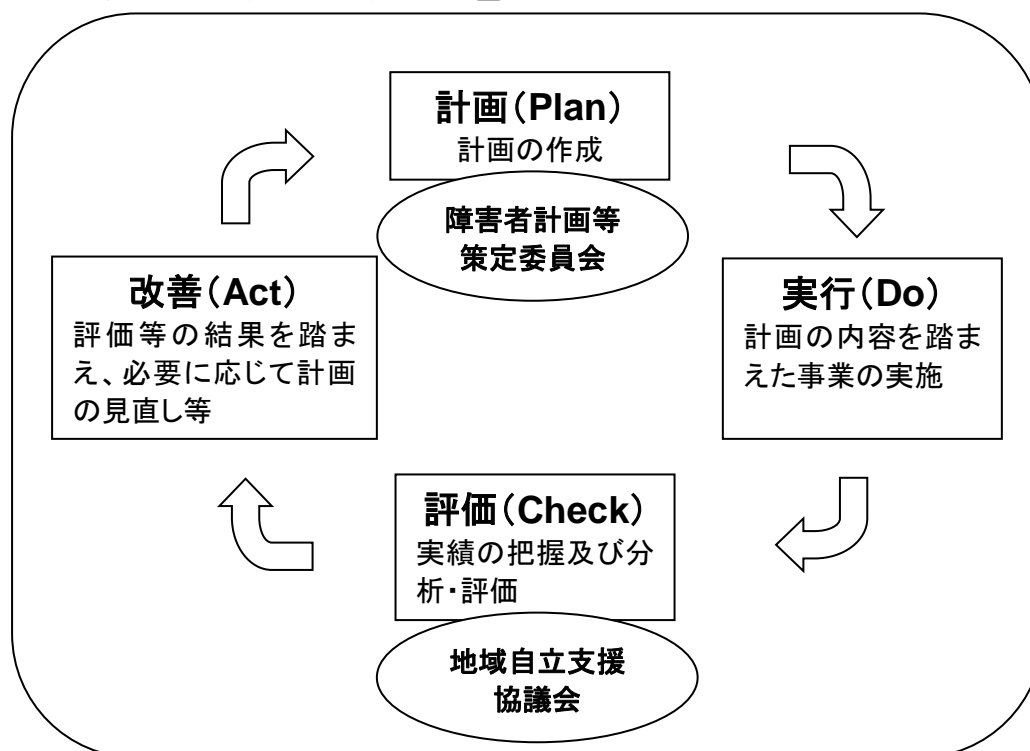 計画(Plan)
計画の作成
障害者計画等
策定委員会
改善(Act)
評価等の結果を踏ま
え、必要に応じて計画
の見直し等
実行(Do)
計画の内容を踏ま
えた事業の実施
評価(Check)
実績の把握及び分
析・評価
地域自立支援
協議会